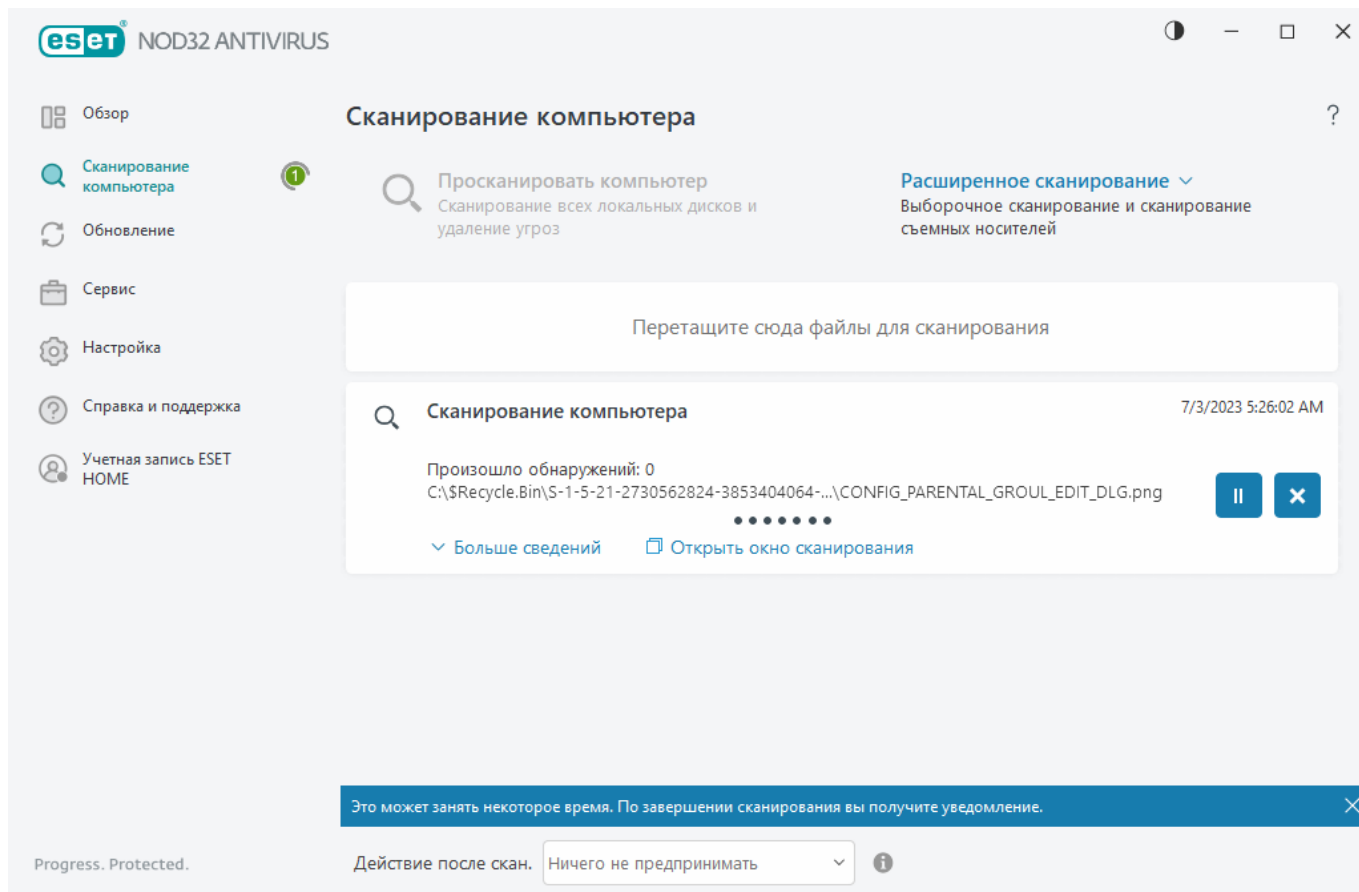 eset® NOD32 ANTIVIRUS
Обзор
Сканирование
компьютера
1
Обновление
Сервис
Настройка
Справка и поддержка
Учетная запись ESET
HOME
Сканирование компьютера
?
Просканировать компьютер
Сканирование всех локальных дисков и
удаление угроз
Расширенное сканирование
Выборочное сканирование и сканирование
съемных носителей
Перетащите сюда файлы для сканирования
Сканирование компьютера
7/3/2023 5:26:02 AM
Произошло обнаружений: 0
C:\$Recycle.Bin\S-1-5-21-2730562824-3853404064-...\CONFIG_PARENTAL_GROUL_EDIT_DLG.png
Больше сведений
Открыть окно сканирования
Это может занять некоторое время. По завершении сканирования вы получите уведомление.
Progress. Protected.
Действие после скан. Ничего не предпринимать